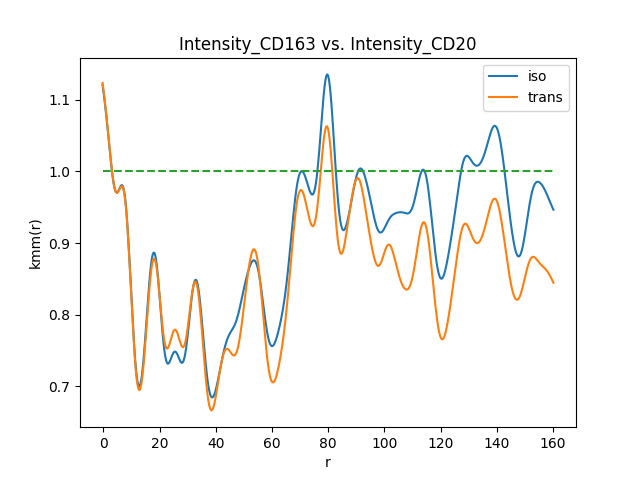 Intensity_CD163 vs. Intensity_CD20
iso
trans
1.1
1.0
0.9
0.8
0.7
kmm(r)
0 20 40 60 80 100 120 140 160
r